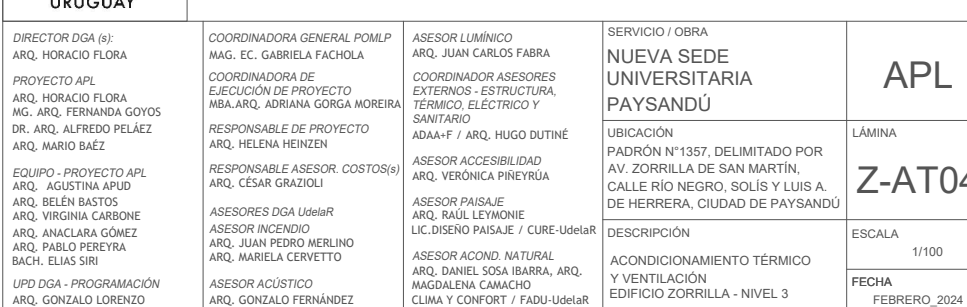 URUGUAY
DIRECTOR DGA (s):
ARQ. HORACIO FLORA
PROYECTO APL
ARQ. HORACIO FLORA
MG. ARQ. FERNANDA GOYOS
DR. ARQ. ALFREDO PELÁEZ
ARQ. MARIO BAÉZ
EQUIPO - PROYECTO APL
ARQ. AGUSTINA APUD
ARQ. BELÉN BASTOS
ARQ. VIRGINIA CARBONE
ARQ. ANACLARA GÓMEZ
ARQ. PABLO PEREYRA
BACH. ELIAS SIRI
UPD DGA - PROGRAMACIÓN
ARQ. GONZALO LORENZO
COORDINADORA GENERAL POMLP
MAG. EC. GABRIELA FACHOLA
COORDINADORA DE
EJECUCIÓN DE PROYECTO
MBA.ARQ. ADRIANA GORGA MOREIRA
RESPONSABLE DE PROYECTO
ARQ. HELENA HEINZEN
RESPONSABLE ASESOR. COSTOS(s)
ARQ. CÉSAR GRAZIOLI
ASESORES DGA UdelaR
ASESOR INCENDIO
ARQ. JUAN PEDRO MERLINO
ARQ. MARIELA CERVETTO
ASESOR ACÚSTICO
ARQ. GONZALO FERNÁNDEZ
ASESOR LUMÍNICO
ARQ. JUAN CARLOS FABRA
COORDINADOR ASESORES
EXTERNOS - ESTRUCTURA,
TÉRMICO, ELÉCTRICO Y
SANITARIO
ADAA+F / ARQ. HUGO DUTINÉ
ASESOR ACCESIBILIDAD
ARQ. VERÓNICA PIÑEYRÚA
ASESOR PAISAJE
ARQ. RAÚL LEYMONIE
LIC.DISEÑO PAISAJE / CURE-UdelaR
ASESOR ACOND. NATURAL
ARQ. DANIEL SOSA IBARRA, ARQ.
MAGDALENA CAMACHO
CLIMA Y CONFORT / FADU-UdelaR
SERVICIO / OBRA
NUEVA SEDE
UNIVERSITARIA
PAYSANDÚ
UBICACIÓN
PADRÓN N°1357, DELIMITADO POR
AV. ZORRILLA DE SAN MARTÍN,
CALLE RÍO NEGRO, SOLÍS Y LUIS A.
DE HERRERA, CIUDAD DE PAYSANDÚ
DESCRIPCIÓN
ACONDICIONAMIENTO TÉRMICO
Y VENTILACIÓN
EDIFICIO ZORRILLA - NIVEL 3
APL
LÁMINA
Z-AT04
ESCALA
1/100
FECHA
FEBRERO_2024